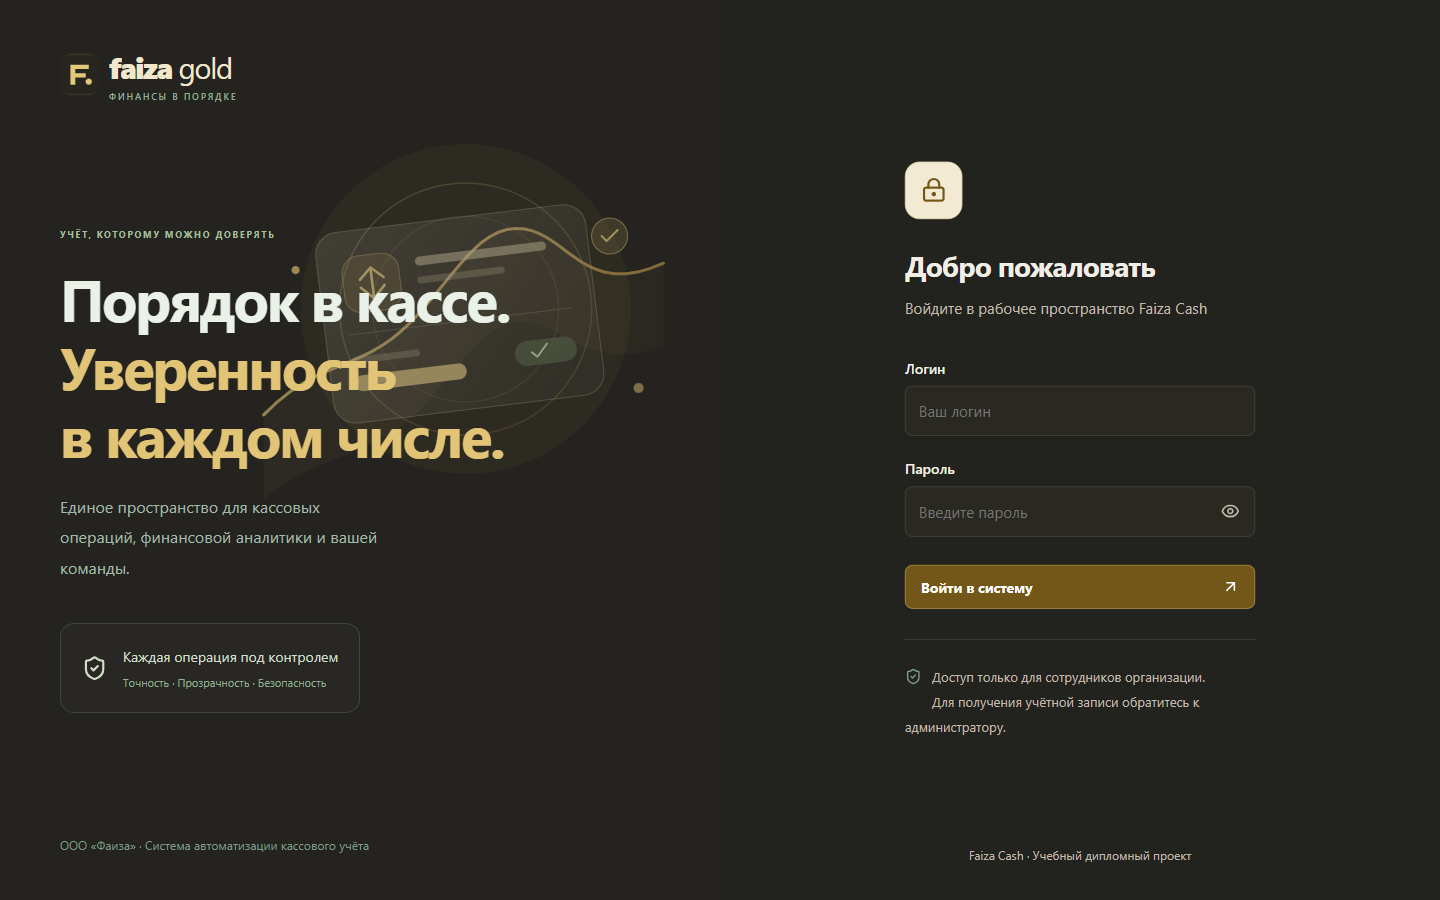 F.
faiza gold
ФИНАНСЫ В ПОРЯДКЕ
УЧЁТ, КОТОРОМУ МОЖНО ДОВЕРЯТЬ
Порядок в кассе.
Уверенность
в каждом числе.
Единое пространство для кассовых
операций, финансовой аналитики и вашей
команды.
Каждая операция под контролем
Точность · Прозрачность · Безопасность
ООО «Фаиза» · Система автоматизации кассового учёта
Добро пожаловать
Войдите в рабочее пространство Faiza Cash
Логин
Ваш логин
Пароль
Введите пароль
Войти в систему
Доступ только для сотрудников организации.
Для получения учётной записи обратитесь к
администратору.
Faiza Cash · Учебный дипломный проект